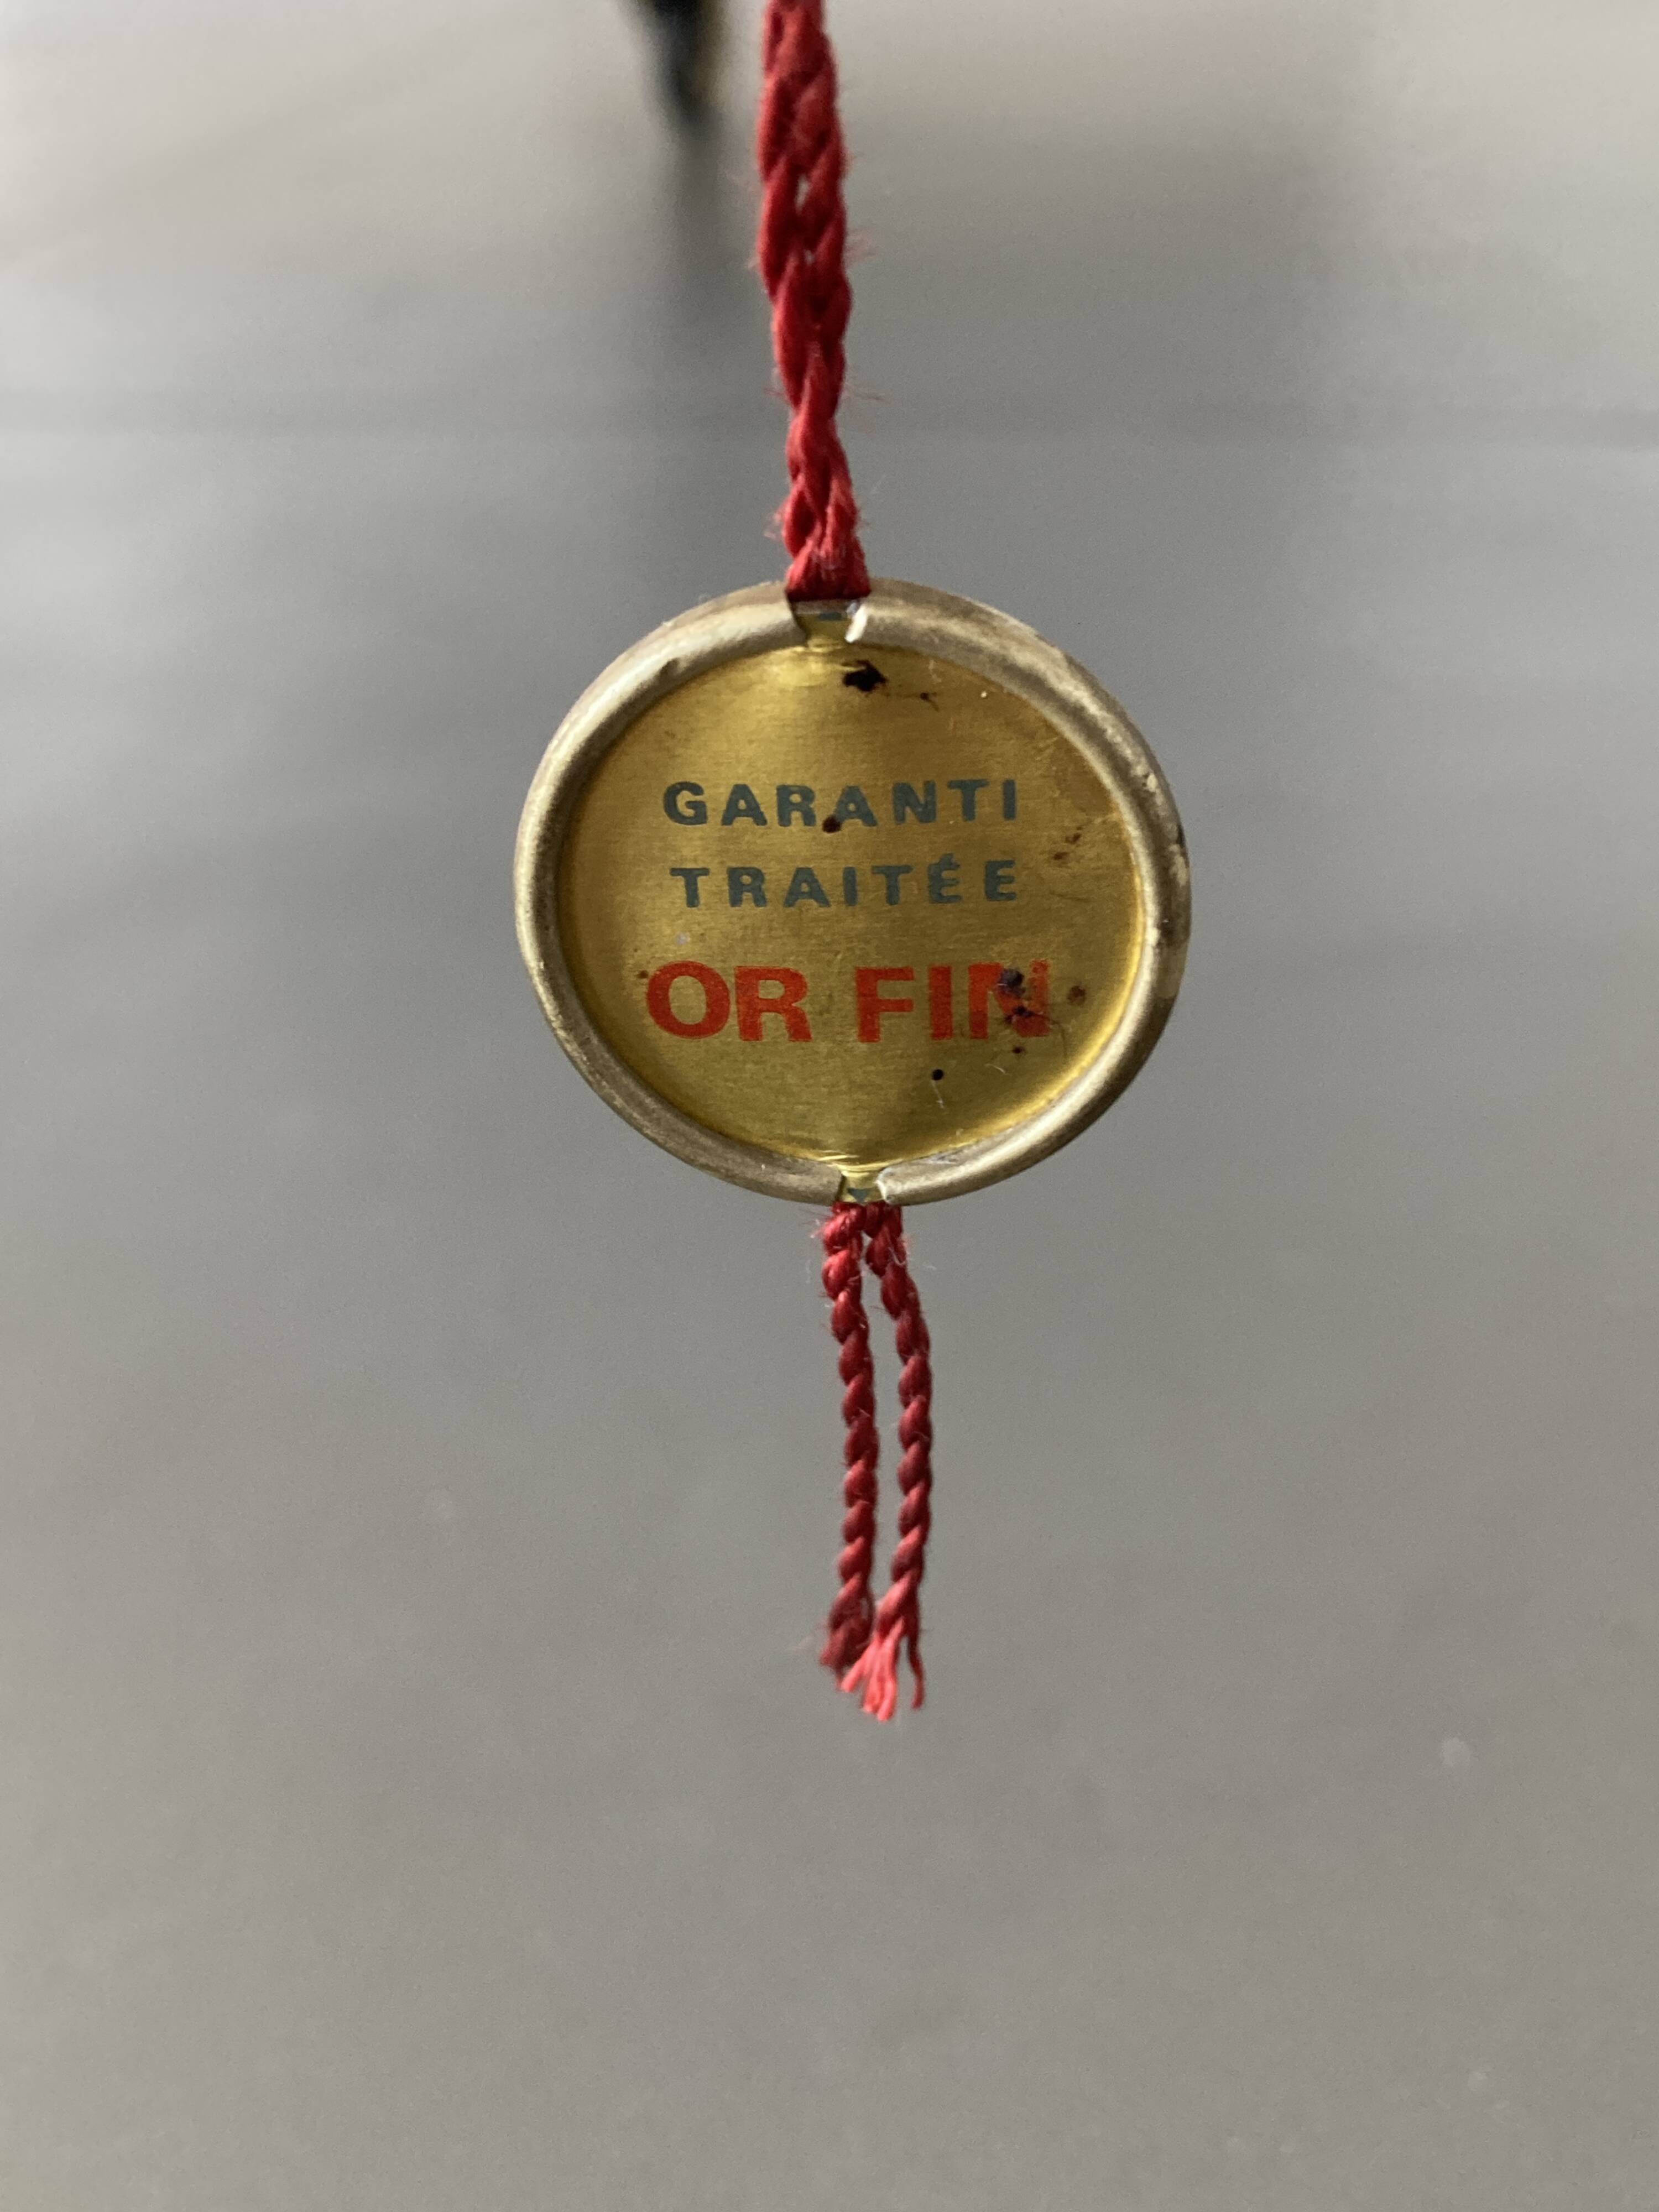 GARANTI
TRAITÉE
OR FIN